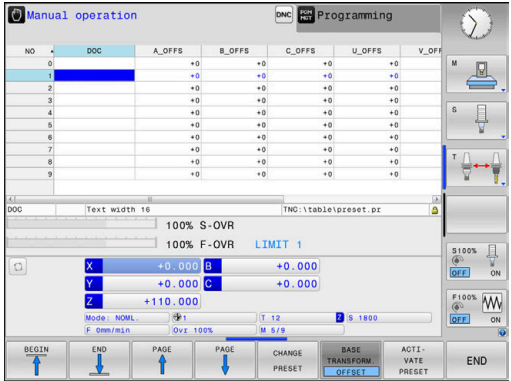 Manual operation DNC PGM MGT Programming
NO DOC A_OFFS B_OFFS C_OFFS U_OFFS V_OFF
0 +0 +0 +0 +0
1 +0 +0 +0 +0
2 +0 +0 +0 +0
3 +0 +0 +0 +0
4 +0 +0 +0 +0
5 +0 +0 +0 +0
6 +0 +0 +0 +0
7 +0 +0 +0 +0
8 +0 +0 +0 +0
9 +0 +0 +0 +0
DOC Text width 16 TNC:\table\preset.pr
100% S-OVR
100% F-OVR LIMIT 1
X +0.000 B +0.000
Y +0.000 C +0.000
Z +110.000
Mode: NOML. 1 T 12 Z S 1800
F 0mm/min Ovr 100% M 5/9
M
S
T
S100%
OFF ON
F100%
OFF ON
BEGIN
END
PAGE
PAGE
CHANGE
PRESET
BASE
TRANSFORM.
OFFSET
ACTI-
VATE
PRESET
END